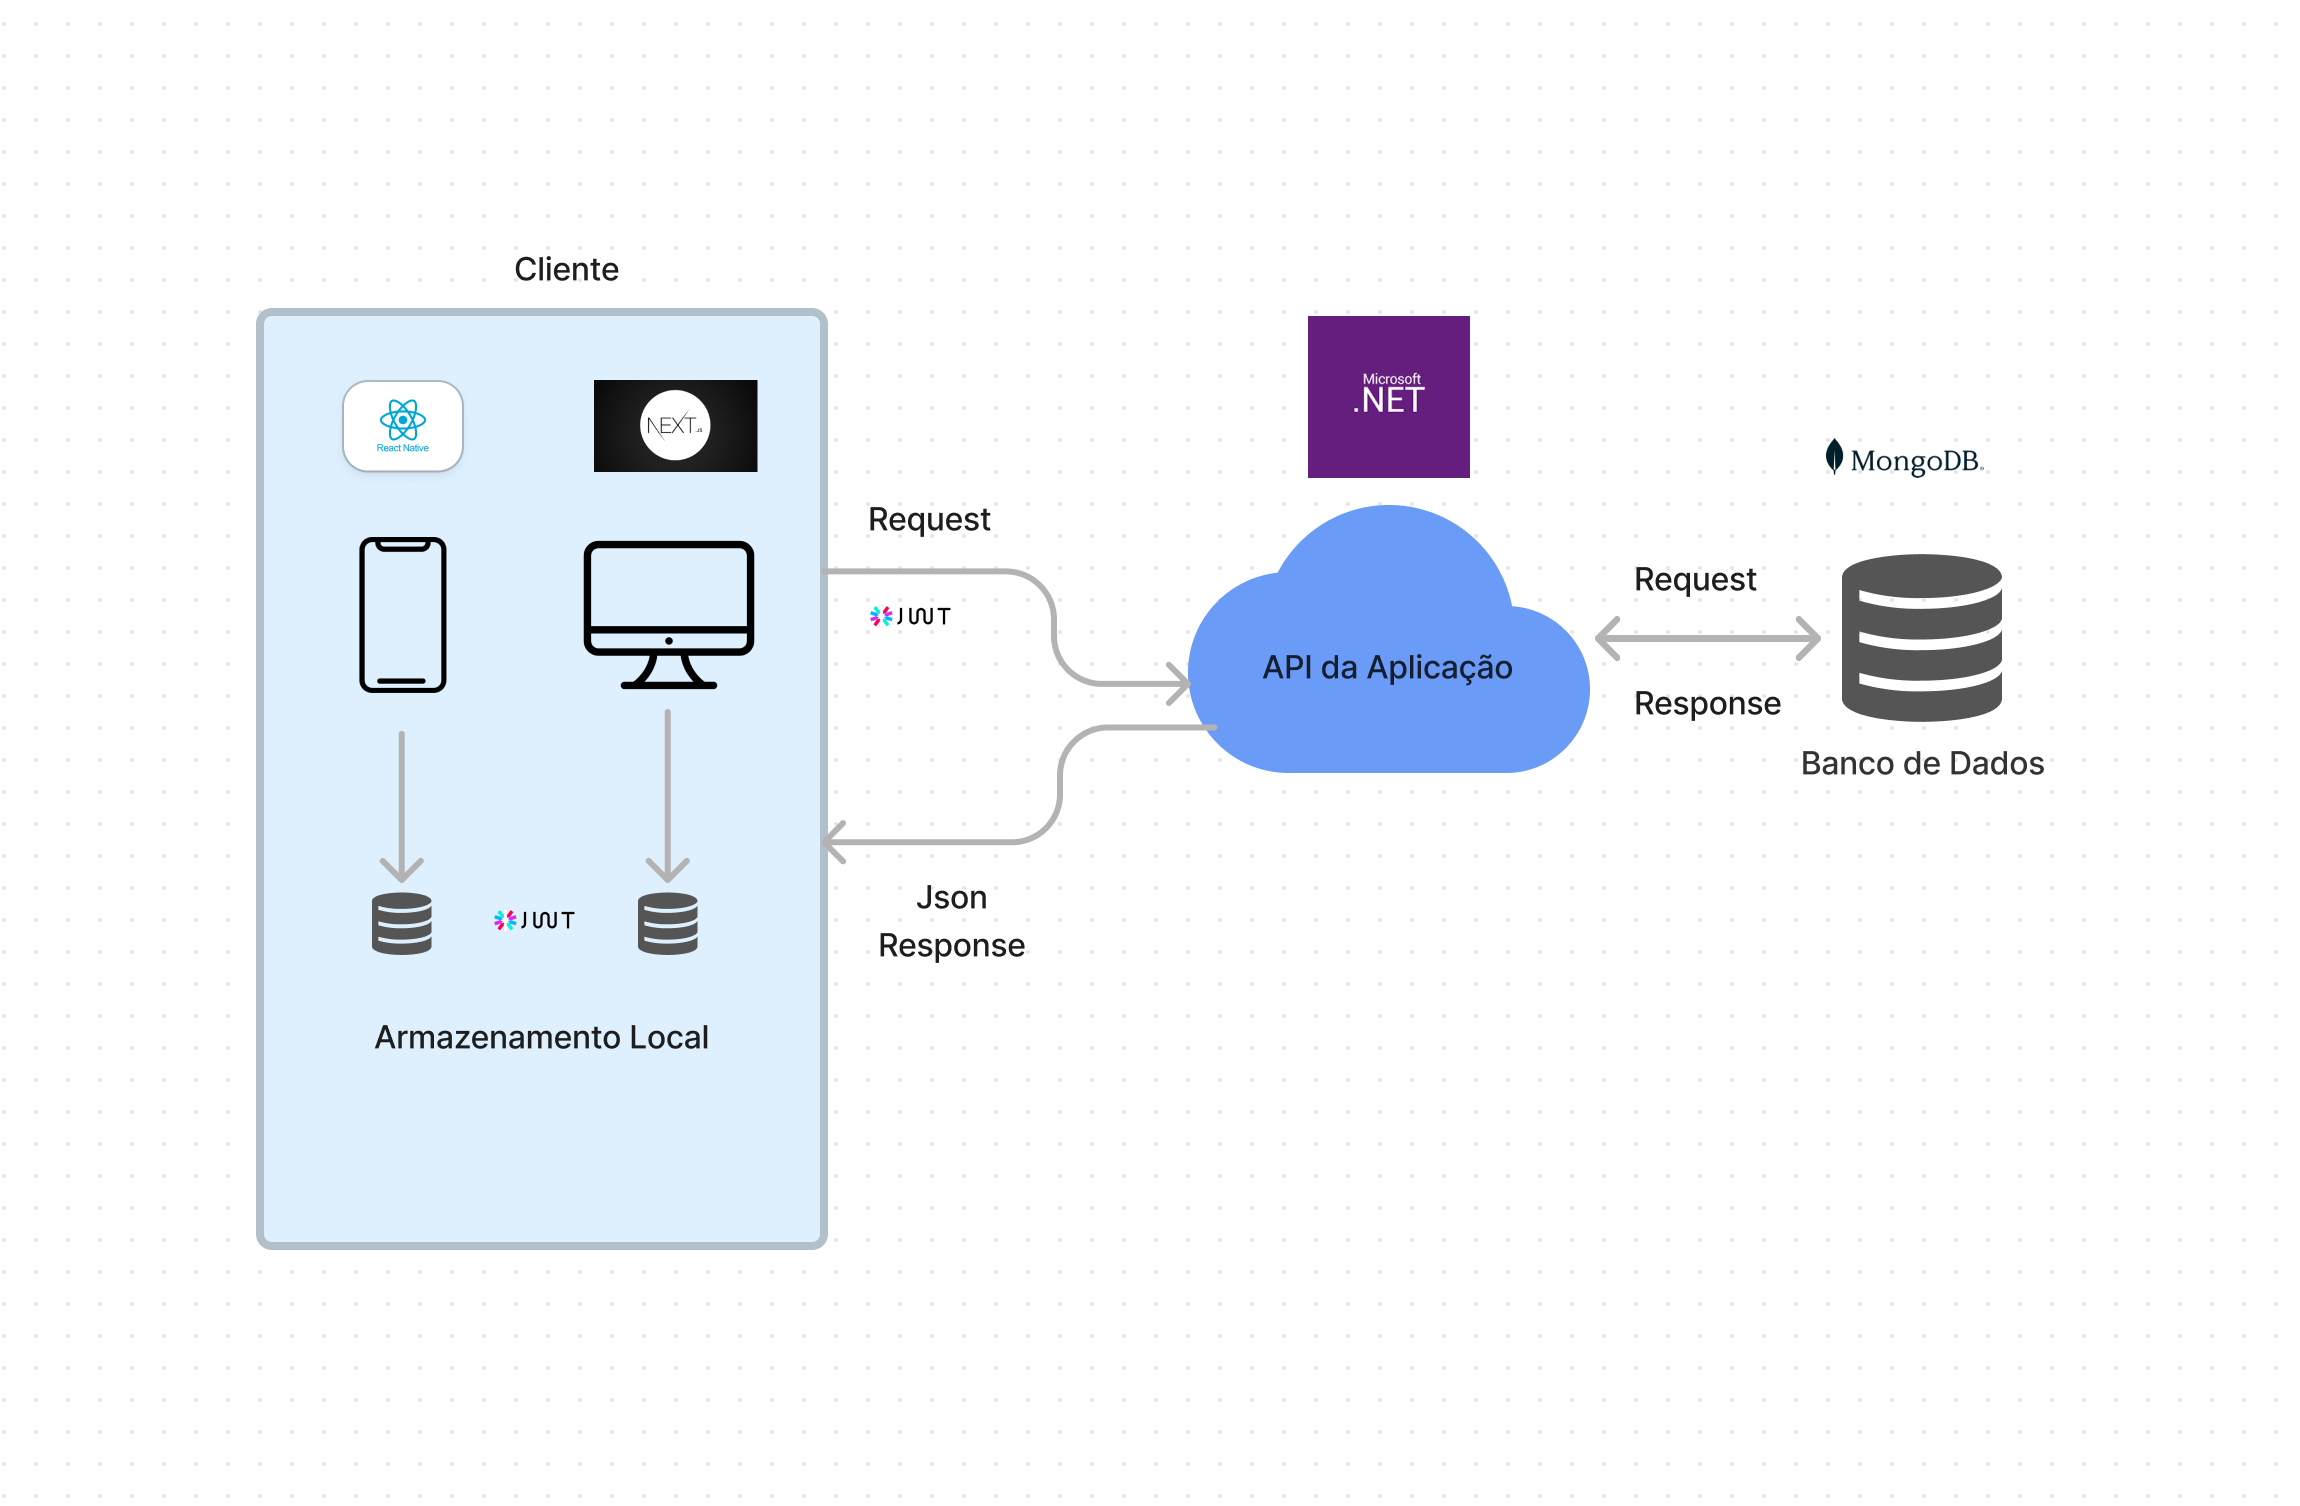 Cliente
React Native
NEXT.JS
Request
JWT
Microsoft
.NET
API da Aplicação
MongoDB
Request
Response
Banco de Dados
JWT
Armazenamento Local
Json
Response